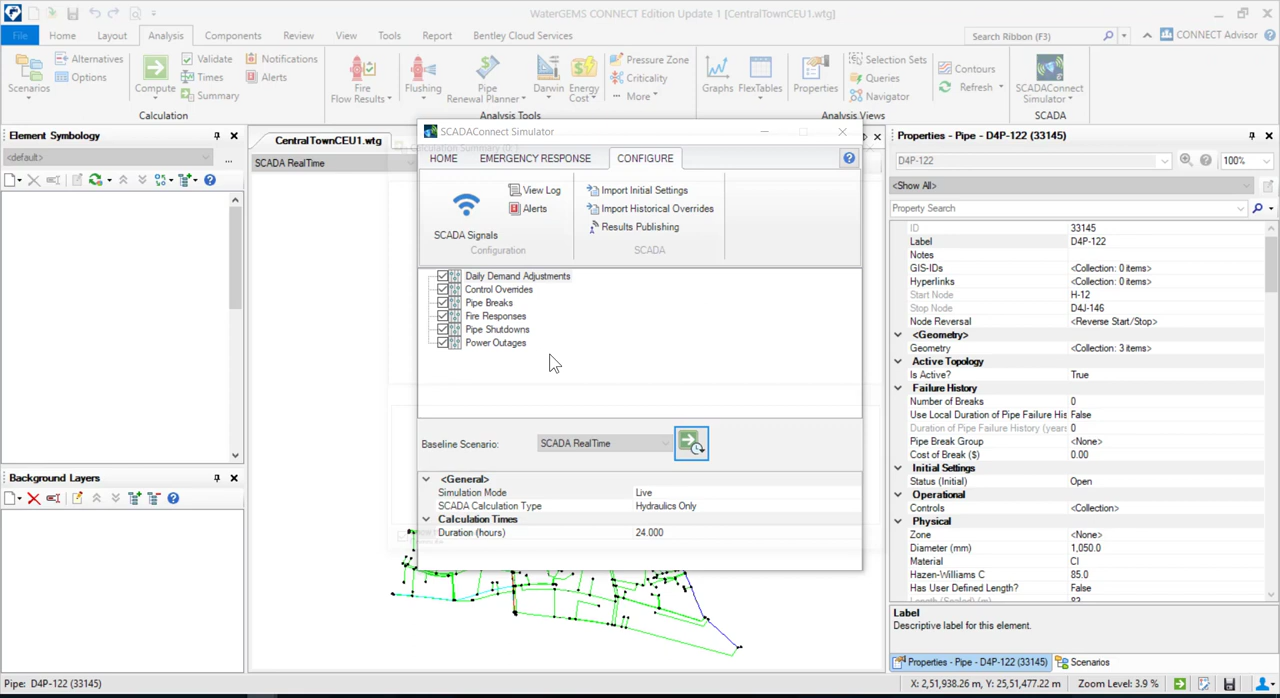 WaterGEMS CONNECT Edition Update 1 [CentralTownCEU1.wtg]
File Home Layout Analysis Components Review View Tools Report Bentley Cloud Services Search Ribbon (F3) CONNECT Advisor
Scenarios
Alternatives
Options
Compute
Validate
Times
Summary
Notifications
Alerts
Calculation
Fire
Flow Results
Flushing
Pipe
Renewal Planner
Darwin
Energy
Cost
Pressure Zone
Criticality
More
Analysis Tools
Graphs
FlexTables
Properties
Selection Sets
Queries
Navigator
Analysis Views
Contours
Refresh
SCADAConnect
Simulator
SCADA
Element Symbology
<default>
...
Background Layers
CentralTownCEU1.wtg
SCADA RealTime
Calculation Summary
SCADAConnect Simulator
HOME EMERGENCY RESPONSE CONFIGURE
SCADA Signals
View Log
Alerts
Configuration
Import Initial Settings
Import Historical Overrides
Results Publishing
SCADA
Daily Demand Adjustments
Control Overrides
Pipe Breaks
Fire Responses
Pipe Shutdowns
Power Outages
Baseline Scenario: SCADA RealTime
<General>
Simulation Mode Live
SCADA Calculation Type Hydraulics Only
Calculation Times
Duration (hours) 24.000
Properties - Pipe - D4P-122 (33145)
D4P-122 100%
<Show All>
Property Search
ID 33145
Label D4P-122
Notes
GIS-IDs <Collection: 0 items>
Hyperlinks <Collection: 0 items>
Start Node H-12
Stop Node D4J-146
Node Reversal <Reverse Start/Stop>
<Geometry>
Geometry <Collection: 3 items>
Active Topology
Is Active? True
Failure History
Number of Breaks 0
Use Local Duration of Pipe Failure His False
Duration of Pipe Failure History (years) 0
Pipe Break Group <None>
Cost of Break ($) 0.00
Initial Settings
Status (Initial) Open
Operational
Controls <Collection>
Physical
Zone <None>
Diameter (mm) 1,050.0
Material CI
Hazen-Williams C 85.0
Has User Defined Length? False
Length (Scaled) (m) 83
Label
Descriptive label for this element.
Properties - Pipe - D4P-122 (33145) Scenarios
Pipe: D4P-122 (33145) X: 2,51,938.26 m, Y: 25,51,477.22 m Zoom Level: 3.9 %